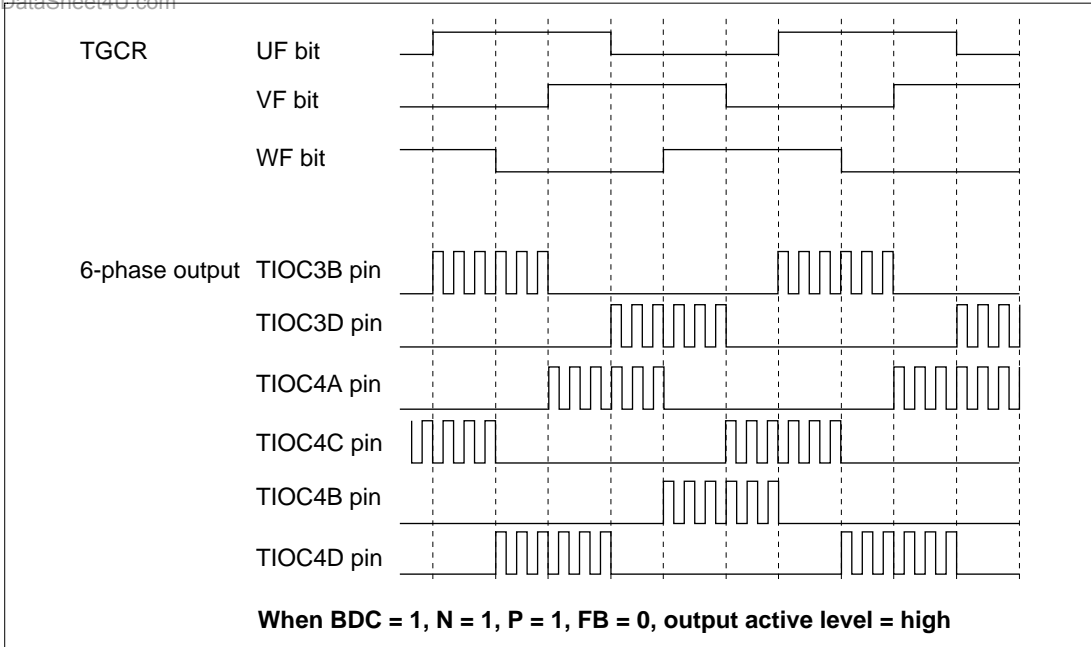 DataSheet4U.com
TGCR UF bit
VF bit
WF bit
6-phase output TIOC3B pin
TIOC3D pin
TIOC4A pin
TIOC4C pin
TIOC4B pin
TIOC4D pin
When BDC = 1, N = 1, P = 1, FB = 0, output active level = high